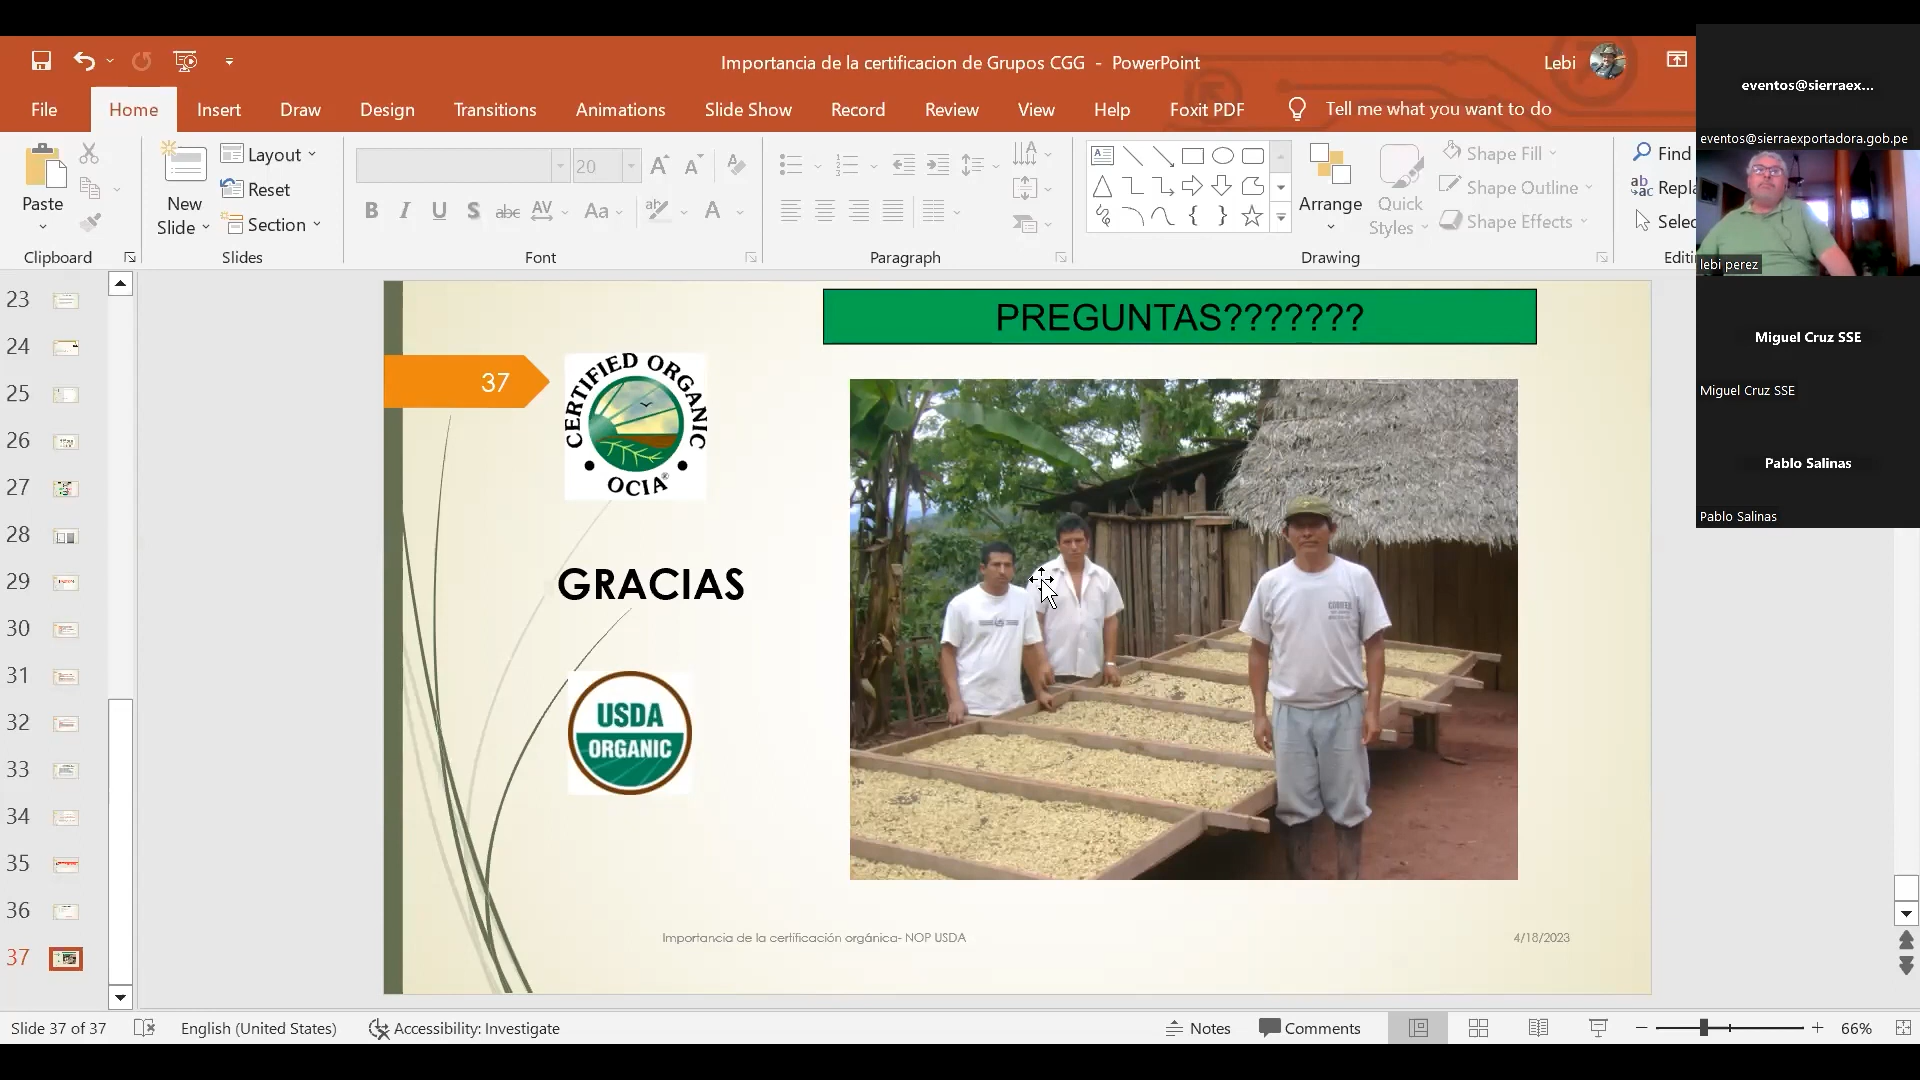 Importancia de la certificacion de Grupos CGG - PowerPoint
Lebi
File Home Insert Draw Design Transitions Animations Slide Show Record Review View Help Foxit PDF Tell me what you want to do
Paste
Clipboard
New Slide
Layout
Reset
Section
Slides
20
Font
Paragraph
Arrange
Quick Styles
Shape Fill
Shape Outline
Shape Effects
Drawing
Find
eventos@sierraex...
eventos@sierraexportadora.gob.pe
lebi perez
Miguel Cruz SSE
Miguel Cruz SSE
Pablo Salinas
Pablo Salinas
23
24
25
26
27
28
29
30
31
32
33
34
35
36
37
PREGUNTAS???????
37
CERTIFIED ORGANIC
OCIA®
GRACIAS
USDA
ORGANIC
Importancia de la certificación orgánica- NOP USDA
4/18/2023
Slide 37 of 37 English (United States) Accessibility: Investigate Notes Comments 66%